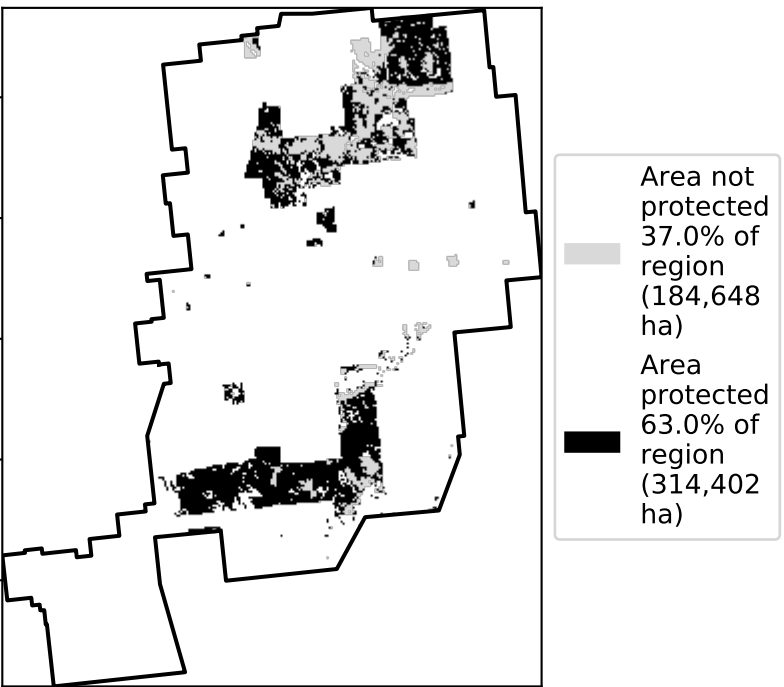 Area not
protected
37.0% of
region
(184,648
ha)
Area
protected
63.0% of
region
(314,402
ha)